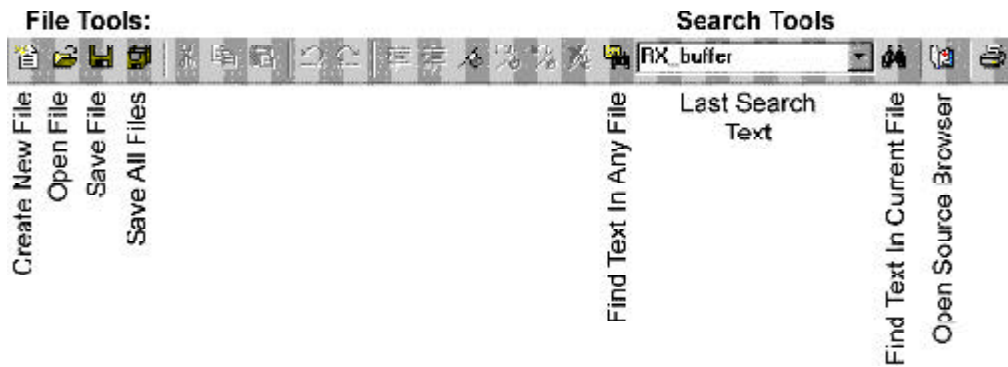 File Tools:
Search Tools
RX_buffer
Create New File
Open File
Save File
Save All Files
Find Text In Any File
Last Search
Text
Find Text In Current File
Open Source Browser